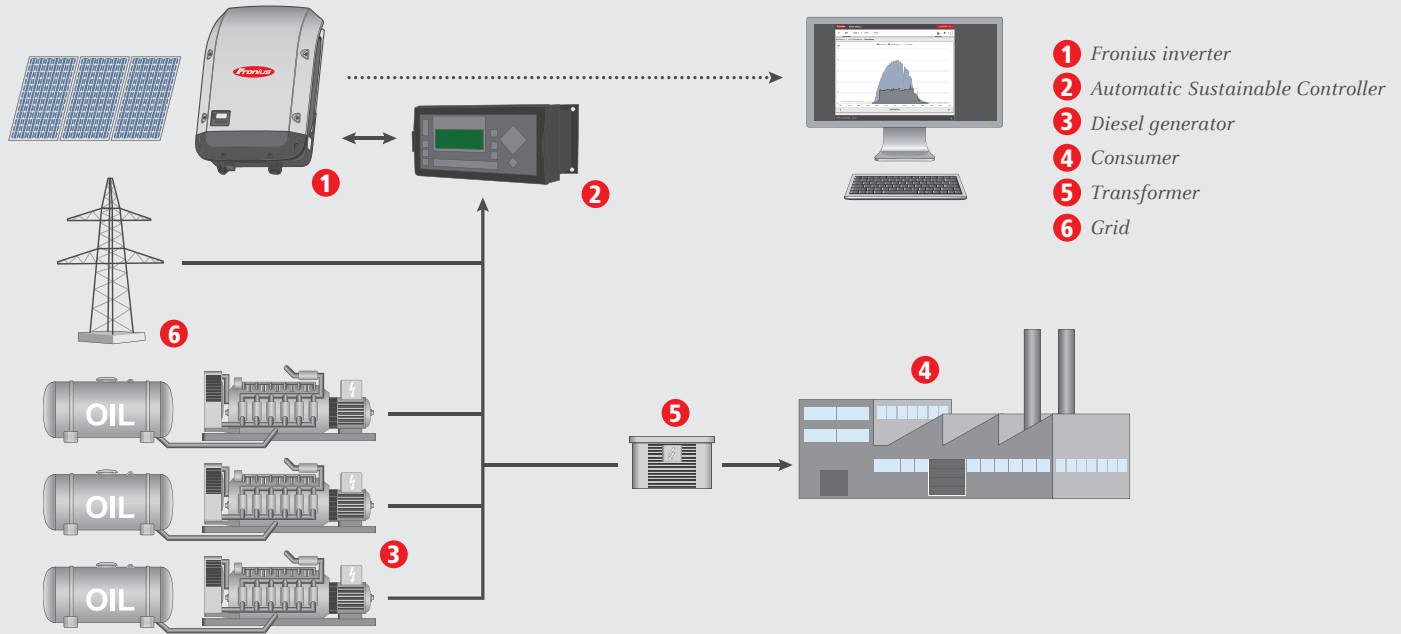 Fronius
1 Fronius inverter
2 Automatic Sustainable Controller
3 Diesel generator
4 Consumer
5 Transformer
6 Grid
1
2
6
OIL
4
5
OIL
3
OIL